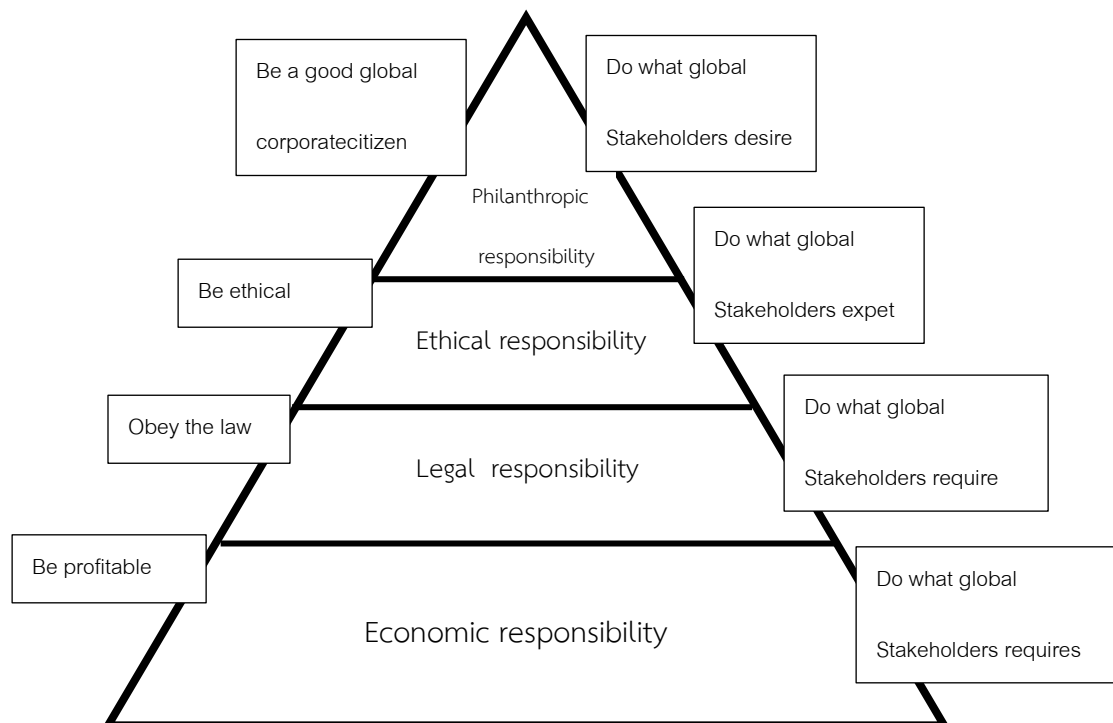 Be a good global
corporatecitizen
Do what global
Stakeholders desire
Philanthropic
responsibility
Be ethical
Do what global
Stakeholders expet
Ethical responsibility
Obey the law
Do what global
Stakeholders require
Legal responsibility
Be profitable
Do what global
Stakeholders requires
Economic responsibility